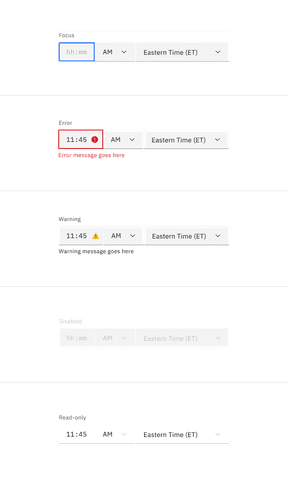 Focus
hh:mm AM Eastern Time (ET)
Error
11:45 AM Eastern Time (ET)
Error message goes here
Warning
11:45 AM Eastern Time (ET)
Warning message goes here
Disabled
hh:mm AM Eastern Time (ET)
Read-only
11:45 AM Eastern Time (ET)